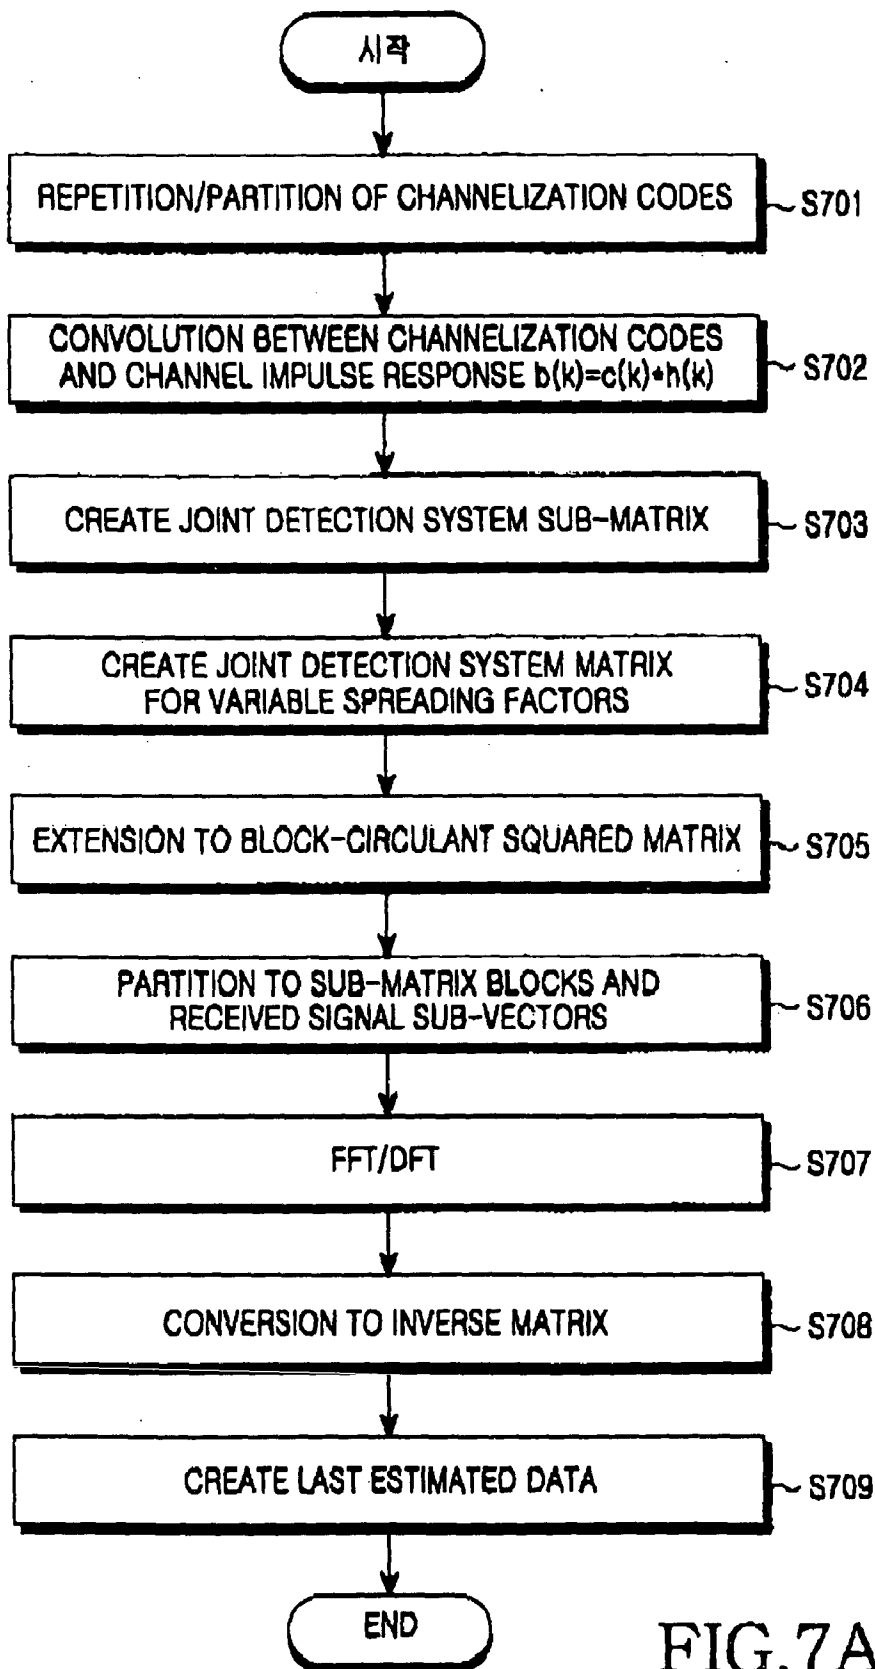 시작
REPETITION/PARTITION OF CHANNELIZATION CODES
S701
CONVOLUTION BETWEEN CHANNELIZATION CODES
AND CHANNEL IMPULSE RESPONSE b(k)=c(k)*h(k)
S702
CREATE JOINT DETECTION SYSTEM SUB-MATRIX
S703
CREATE JOINT DETECTION SYSTEM MATRIX
FOR VARIABLE SPREADING FACTORS
S704
EXTENSION TO BLOCK-CIRCULANT SQUARED MATRIX
S705
PARTITION TO SUB-MATRIX BLOCKS AND
RECEIVED SIGNAL SUB-VECTORS
S706
FFT/DFT
S707
CONVERSION TO INVERSE MATRIX
S708
CREATE LAST ESTIMATED DATA
S709
END
FIG.7A